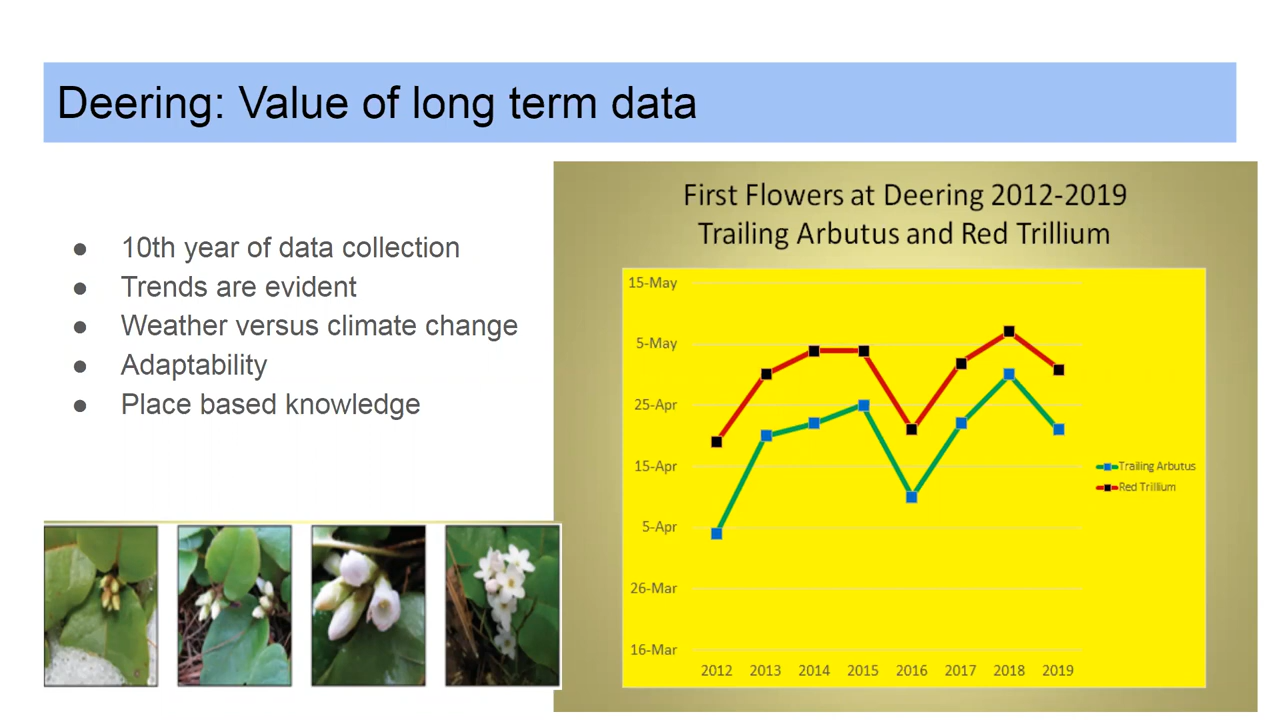 Deering: Value of long term data
● 10th year of data collection
● Trends are evident
● Weather versus climate change
● Adaptability
● Place based knowledge
First Flowers at Deering 2012-2019
Trailing Arbutus and Red Trillium
15-May
5-May
25-Apr
15-Apr
5-Apr
26-Mar
16-Mar
2012 2013 2014 2015 2016 2017 2018 2019
Trailing Arbutus
Red Trillium